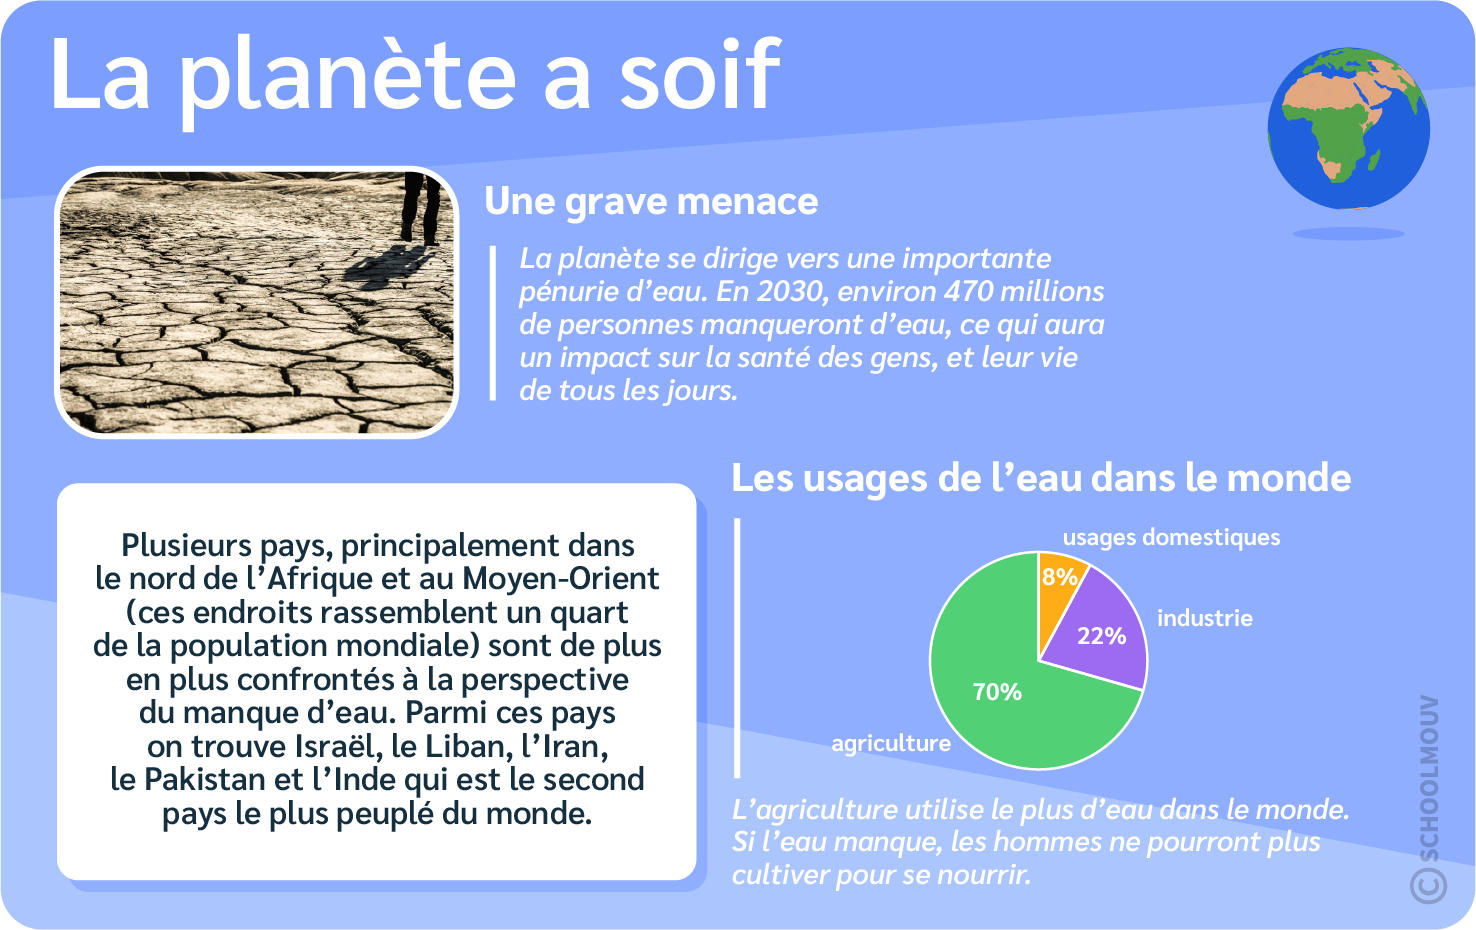 La planète a soif
Une grave menace
La planète se dirige vers une importante
pénurie d’eau. En 2030, environ 470 millions
de personnes manqueront d’eau, ce qui aura
un impact sur la santé des gens, et leur vie
de tous les jours.
Plusieurs pays, principalement dans
le nord de l’Afrique et au Moyen-Orient
(ces endroits rassemblent un quart
de la population mondiale) sont de plus
en plus confrontés à la perspective
du manque d’eau. Parmi ces pays
on trouve Israël, le Liban, l’Iran,
le Pakistan et l’Inde qui est le second
pays le plus peuplé du monde.
Les usages de l’eau dans le monde
usages domestiques
8%
industrie
22%
70%
agriculture
L’agriculture utilise le plus d’eau dans le monde.
Si l’eau manque, les hommes ne pourront plus
cultiver pour se nourrir.
© SCHOOLMOUV